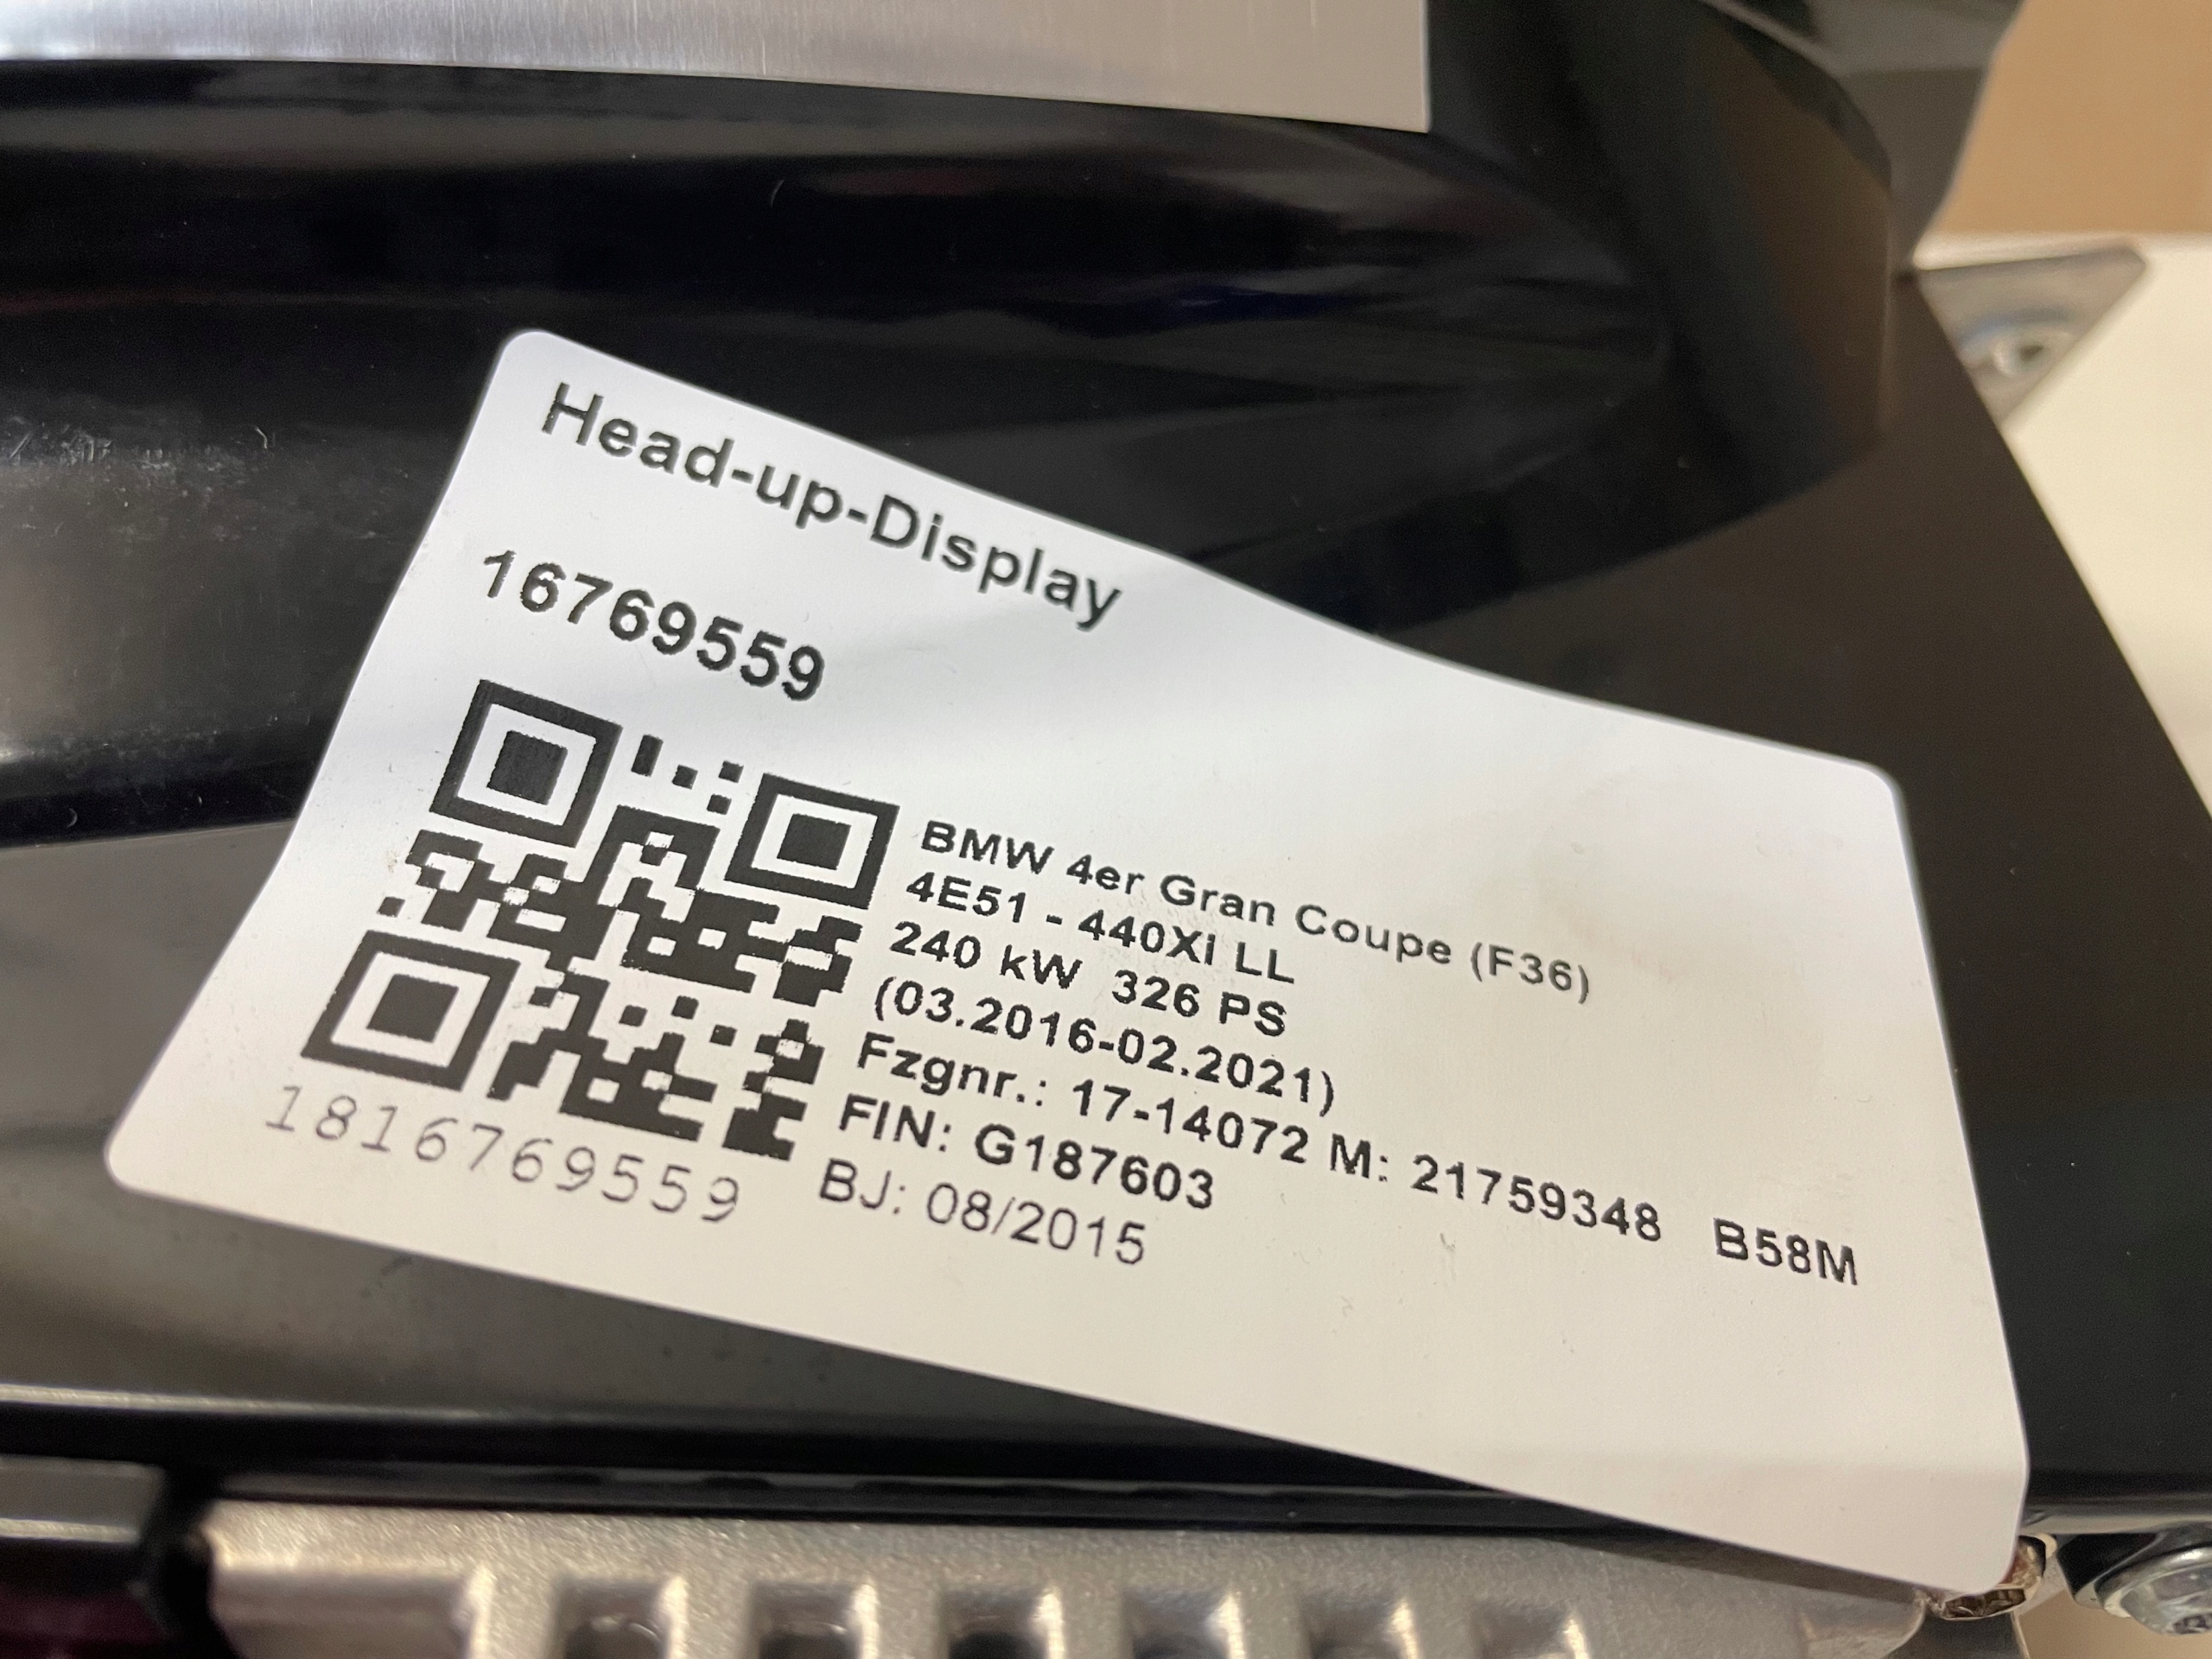 Head-up-Display
16769559
BMW 4er Gran Coupe (F36)
4E51 - 440Xi LL
240 kW  326 PS
(03.2016-02.2021)
Fzgnr.: 17-14072 M: 21759348   B58M
FIN: G187603
BJ: 08/2015
1816769559